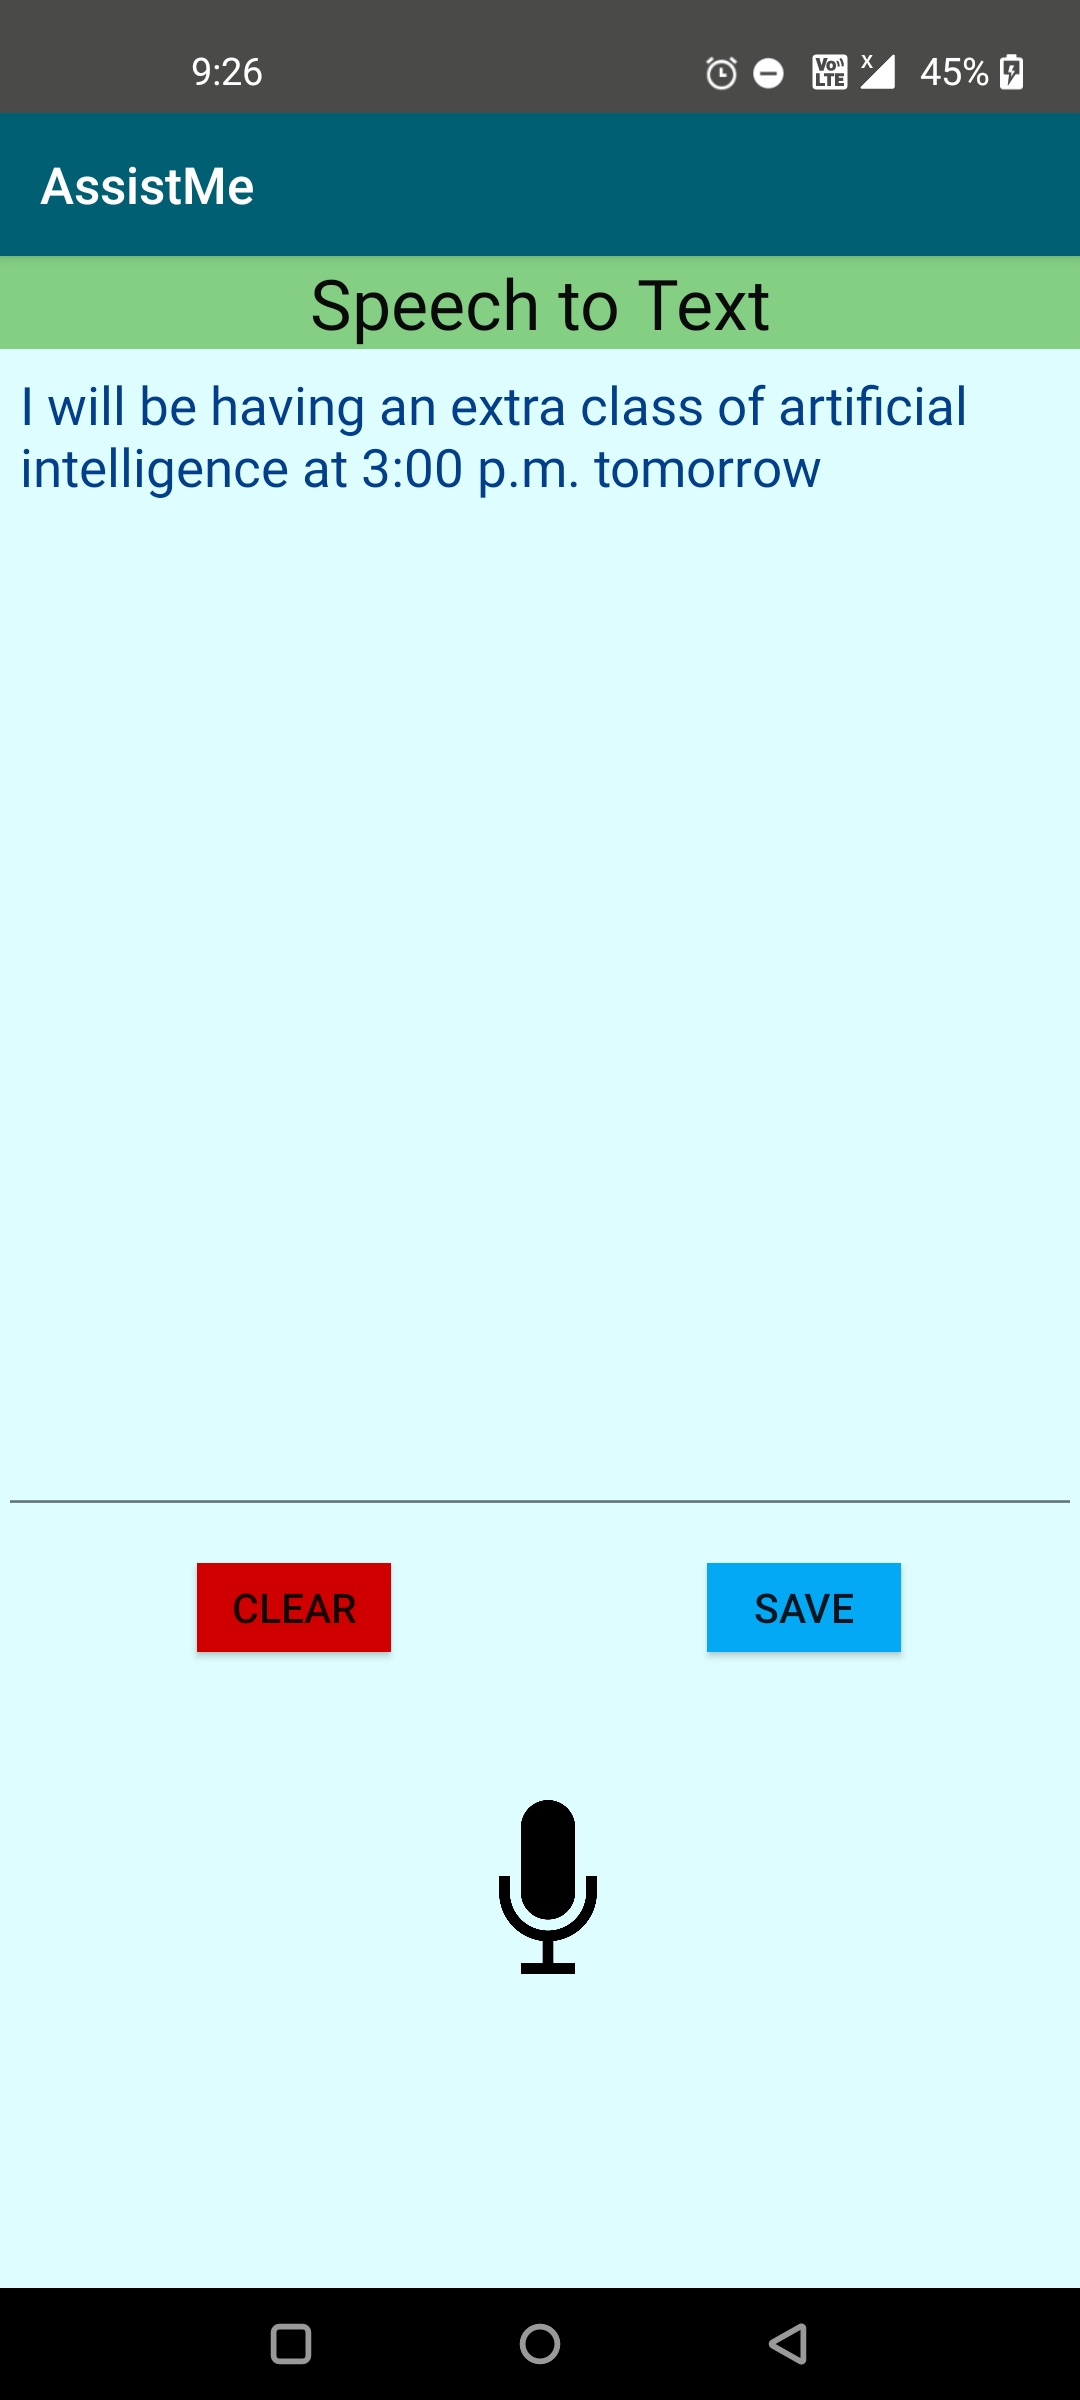 9:26
Vo LTE
X
45%
AssistMe
Speech to Text
I will be having an extra class of artificial
intelligence at 3:00 p.m. tomorrow
CLEAR
SAVE